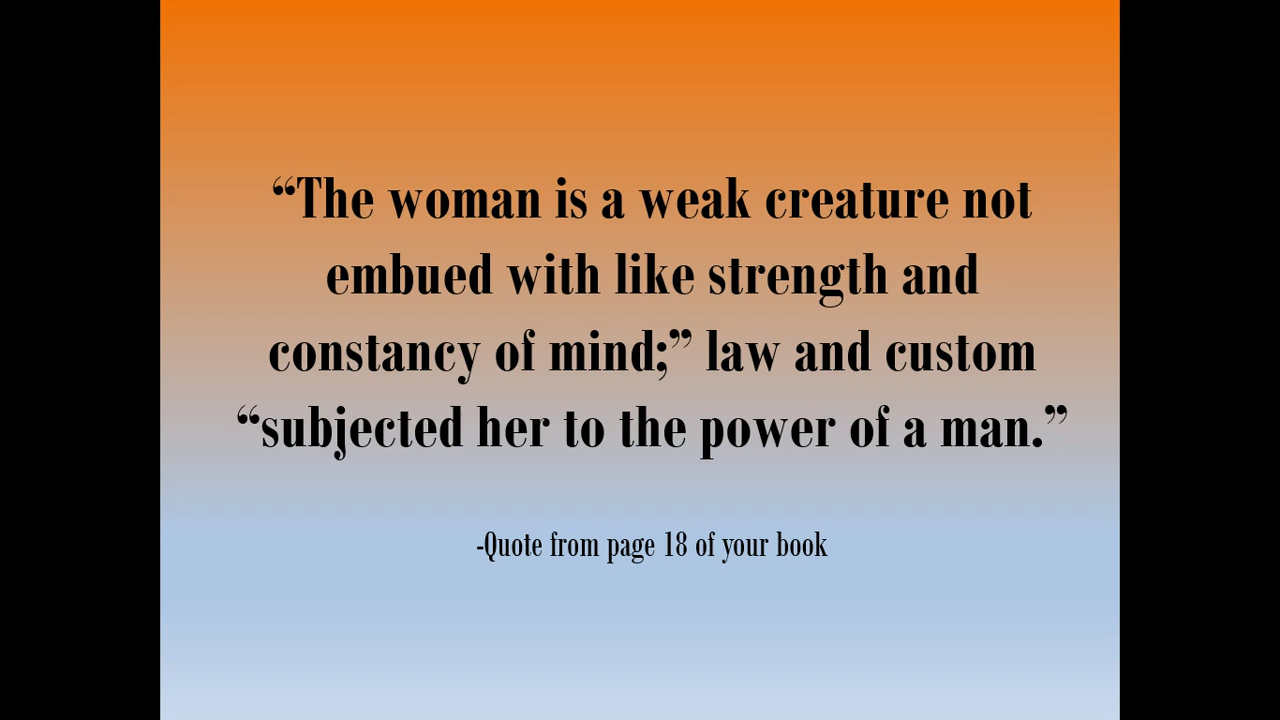 “The woman is a weak creature not
embued with like strength and
constancy of mind;” law and custom
“subjected her to the power of a man.”
-Quote from page 18 of your book